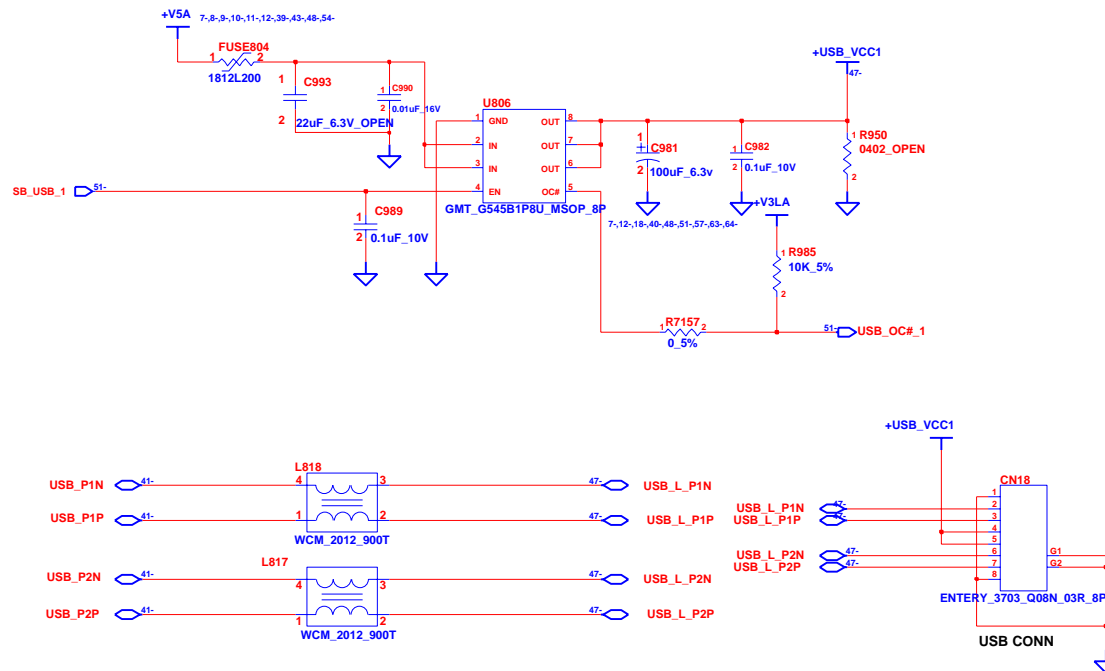 +V5A
7-,8-,9-,10-,11-,12-,39-,43-,48-,54-
FUSE804
1 2
1812L200
1 C993
2
22uF_6.3V_OPEN
1 C990
2 0.01uF_16V
+USB_VCC1
47-
U806
1 GND OUT 8
2 IN OUT 7
3 IN OUT 6
4 EN OC# 5
GMT_G545B1P8U_MSOP_8P
1
+ C981
2
100uF_6.3v
1 C982
2 0.1uF_10V
1 R950
0402_OPEN
2
SB_USB_1 51-
1 C989
2
0.1uF_10V
7-,12-,18-,40-,48-,51-,57-,63-,64-
+V3LA
1 R985
10K_5%
2
R7157
1 2
0_5%
51- USB_OC#_1
L818
USB_P1N 41- 4 3 47- USB_L_P1N
USB_P1P 41- 1 2 47- USB_L_P1P
WCM_2012_900T
L817
USB_P2N 41- 4 3 47- USB_L_P2N
USB_P2P 41- 1 2 47- USB_L_P2P
WCM_2012_900T
+USB_VCC1
CN18
1
USB_L_P1N 47- 2
USB_L_P1P 47- 3
4
5
USB_L_P2N 47- 6 G1
USB_L_P2P 47- 7 G2
8
ENTERY_3703_Q08N_03R_8P
USB CONN